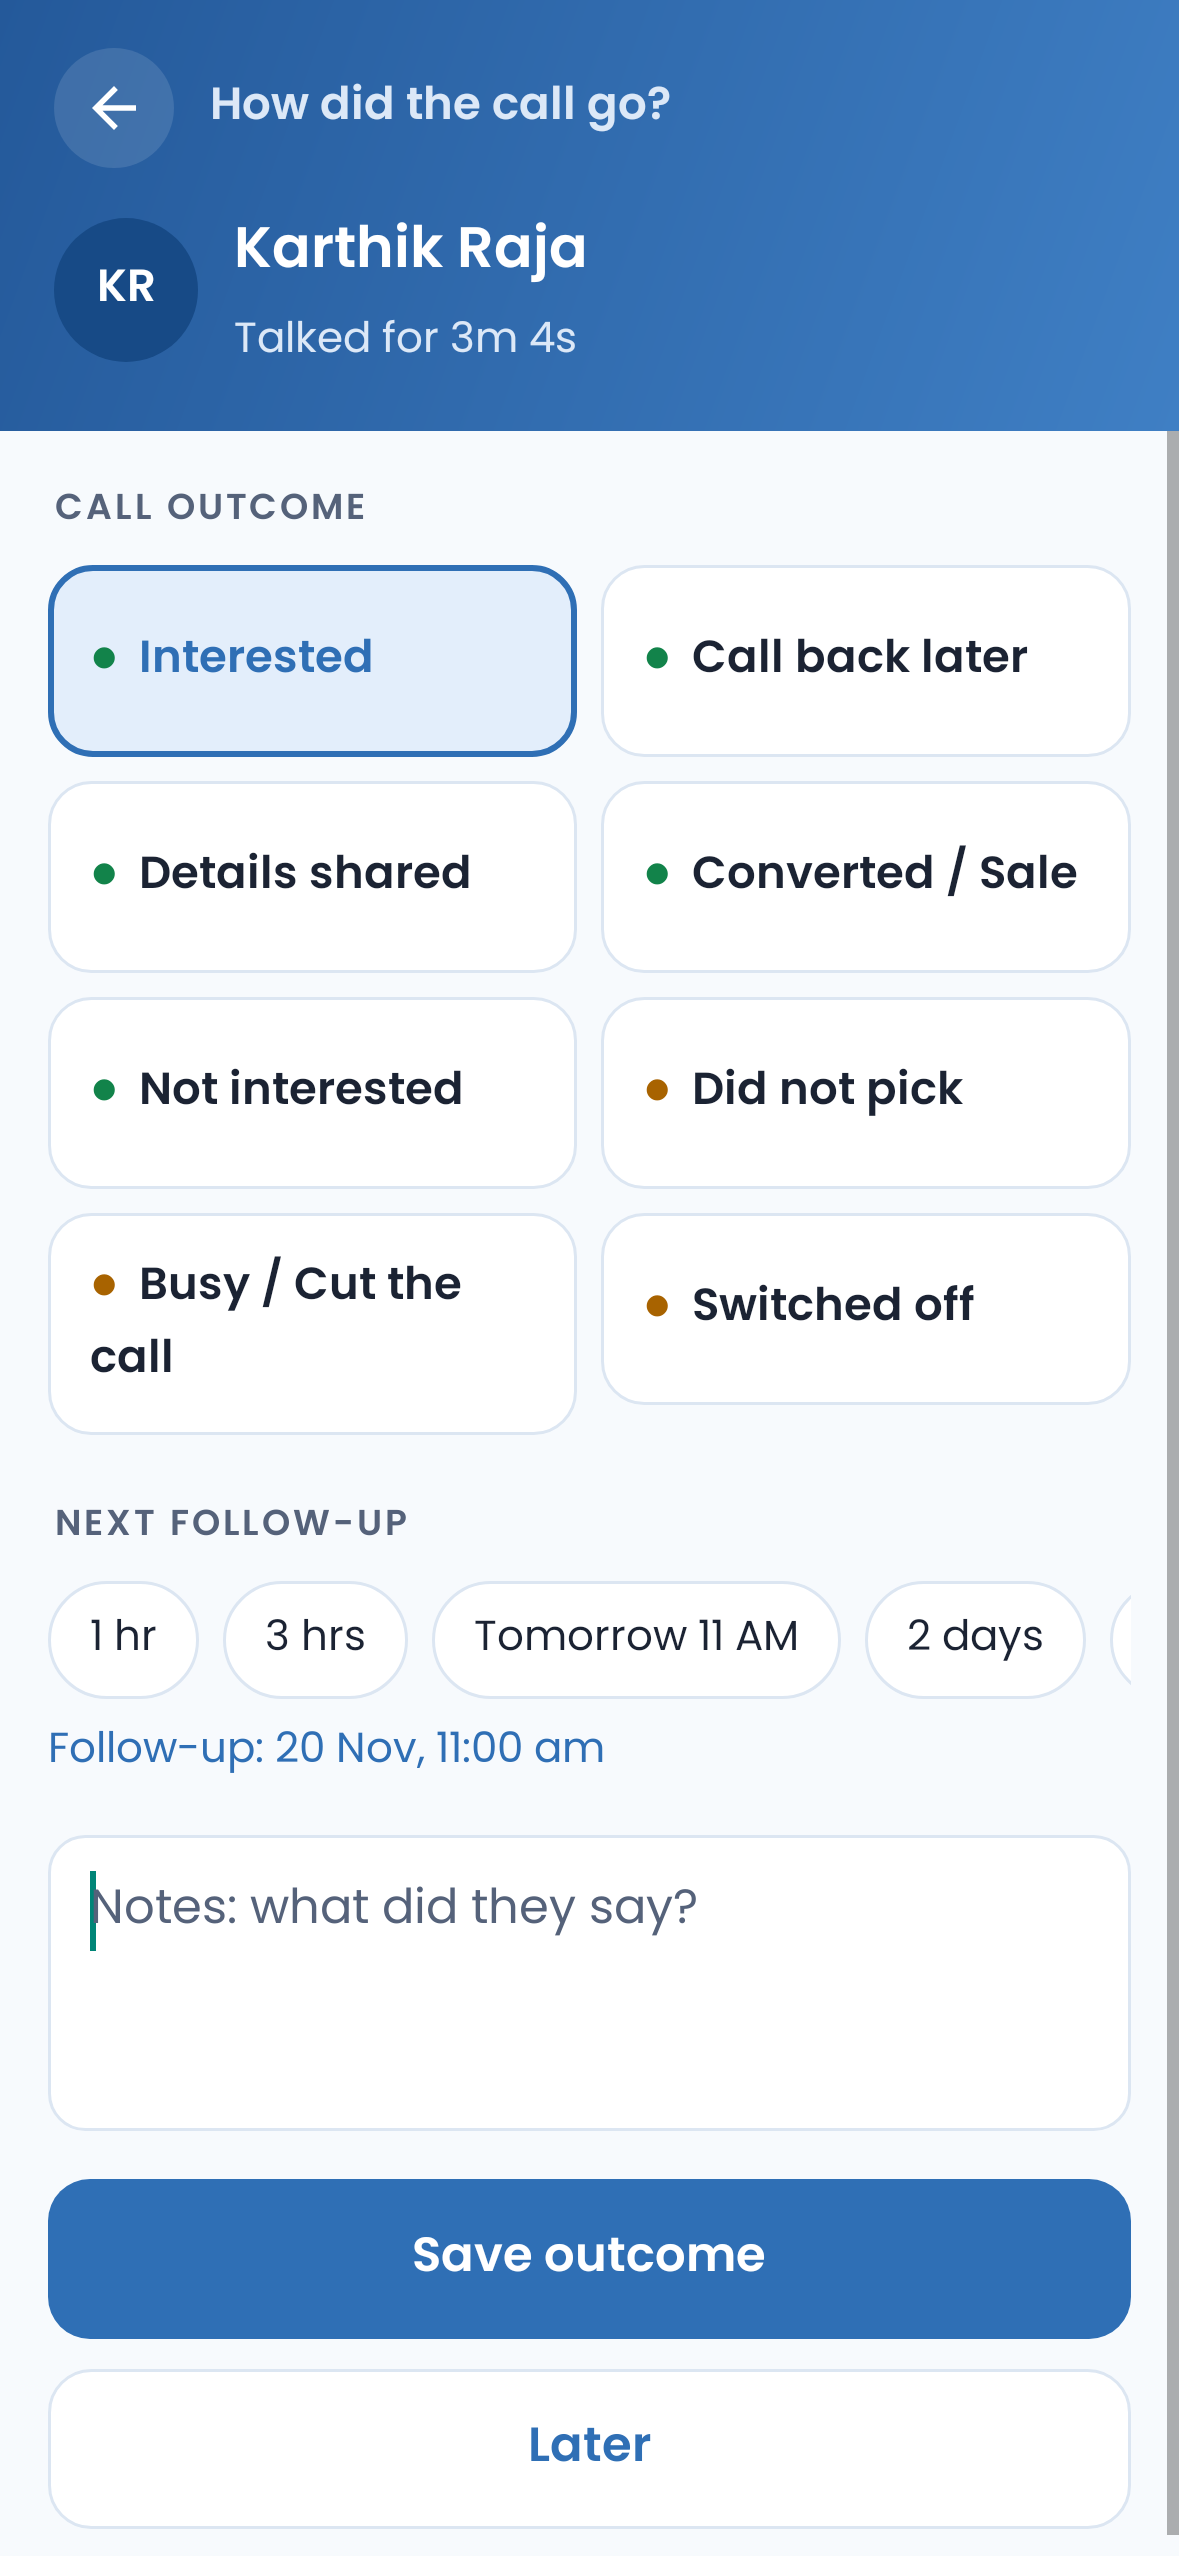 How did the call go?
KR
Karthik Raja
Talked for 3m 4s
CALL OUTCOME
Interested
Call back later
Details shared
Converted / Sale
Not interested
Did not pick
Busy / Cut the
call
Switched off
NEXT FOLLOW-UP
1 hr
3 hrs
Tomorrow 11 AM
2 days
Follow-up: 20 Nov, 11:00 am
Notes: what did they say?
Save outcome
Later